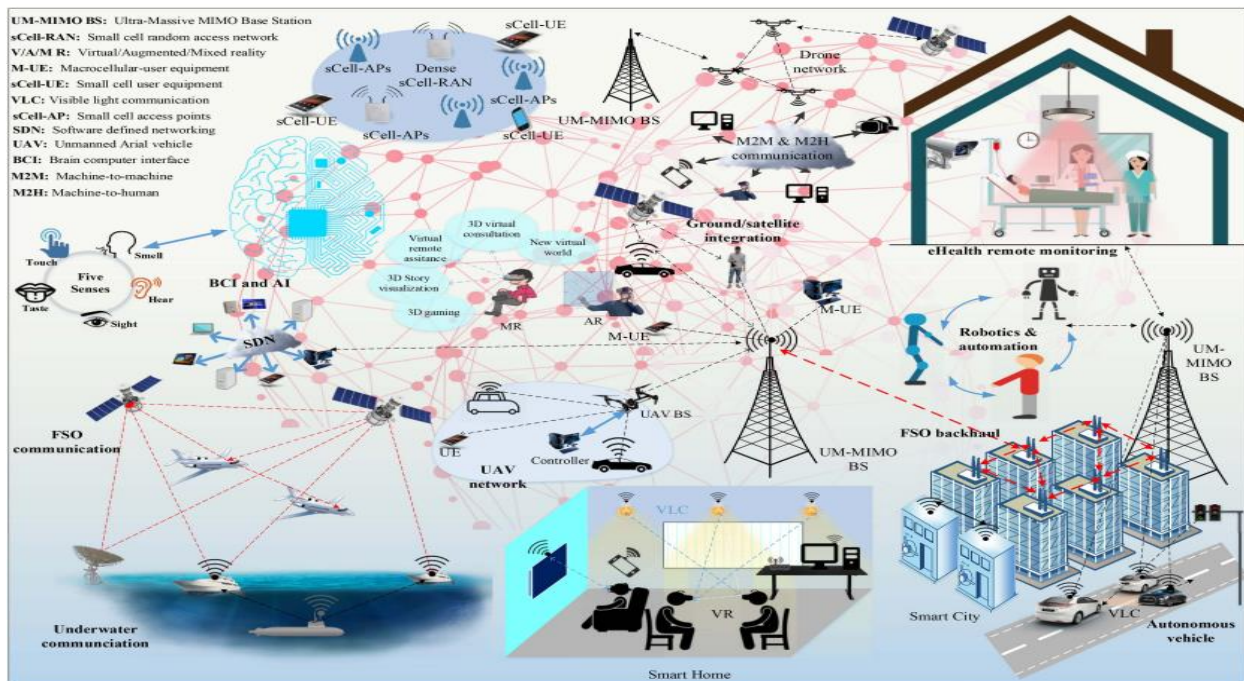 UM-MIMO BS: Ultra-Massive MIMO Base Station
sCell-RAN: Small cell random access network
V/A/M R: Virtual/Augmented/Mixed reality
M-UE: Macrocellular-user equipment
sCell-UE: Small cell user equipment
VLC: Visible light communication
sCell-AP: Small cell access points
SDN: Software defined networking
UAV: Unmanned Arial vehicle
BCI: Brain computer interface
M2M: Machine-to-machine
M2H: Machine-to-human
sCell-UE
sCell-APs
Dense
sCell-RAN
sCell-APs
sCell-UE
sCell-APs
sCell-UE
UM-MIMO BS
Drone
network
M2M & M2H
communication
Ground/satellite
integration
eHealth remote monitoring
Touch
Smell
Five
Senses
Taste
Hear
Sight
BCI and AI
3D virtual
consultation
Virtual
remote
assitance
New virtual
world
3D Story
visualization
3D gaming
MR
AR
M-UE
M-UE
Robotics &
automation
UM-
MIMO
BS
SDN
FSO
communication
UAV BS
UE
Controller
UAV
network
UM-MIMO
BS
FSO backhaul
VLC
VR
Smart Home
Underwater
communciation
Smart City
VLC
Autonomous
vehicle